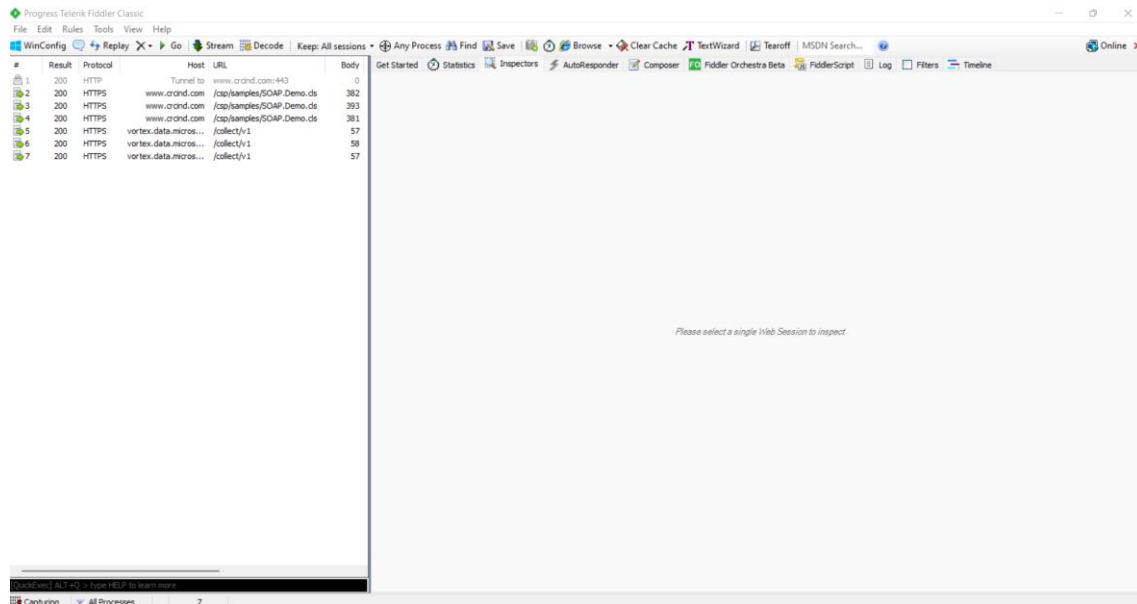 Progress Telerik Fiddler Classic
File Edit Rules Tools View Help
WinConfig Replay Go Stream Decode Keep: All sessions Any Process Find Save Browse Clear Cache TextWizard Tearoff MSDN Search... Online
# Result Protocol Host URL Body
Get Started Statistics Inspectors AutoResponder Composer FO Fiddler Orchestra Beta FiddlerScript Log Filters Timeline
1 200 HTTP Tunnel to www.crcind.com:443 0
2 200 HTTPS www.crcind.com /csp/samples/SOAP.Demo.cls 382
3 200 HTTPS www.crcind.com /csp/samples/SOAP.Demo.cls 393
4 200 HTTPS www.crcind.com /csp/samples/SOAP.Demo.cls 381
5 200 HTTPS vortex.data.micros... /collect/v1 57
6 200 HTTPS vortex.data.micros... /collect/v1 58
7 200 HTTPS vortex.data.micros... /collect/v1 57
Please select a single Web Session to inspect
[QuickExec] ALT+Q > type HELP to learn more
Capturing All Processes 7